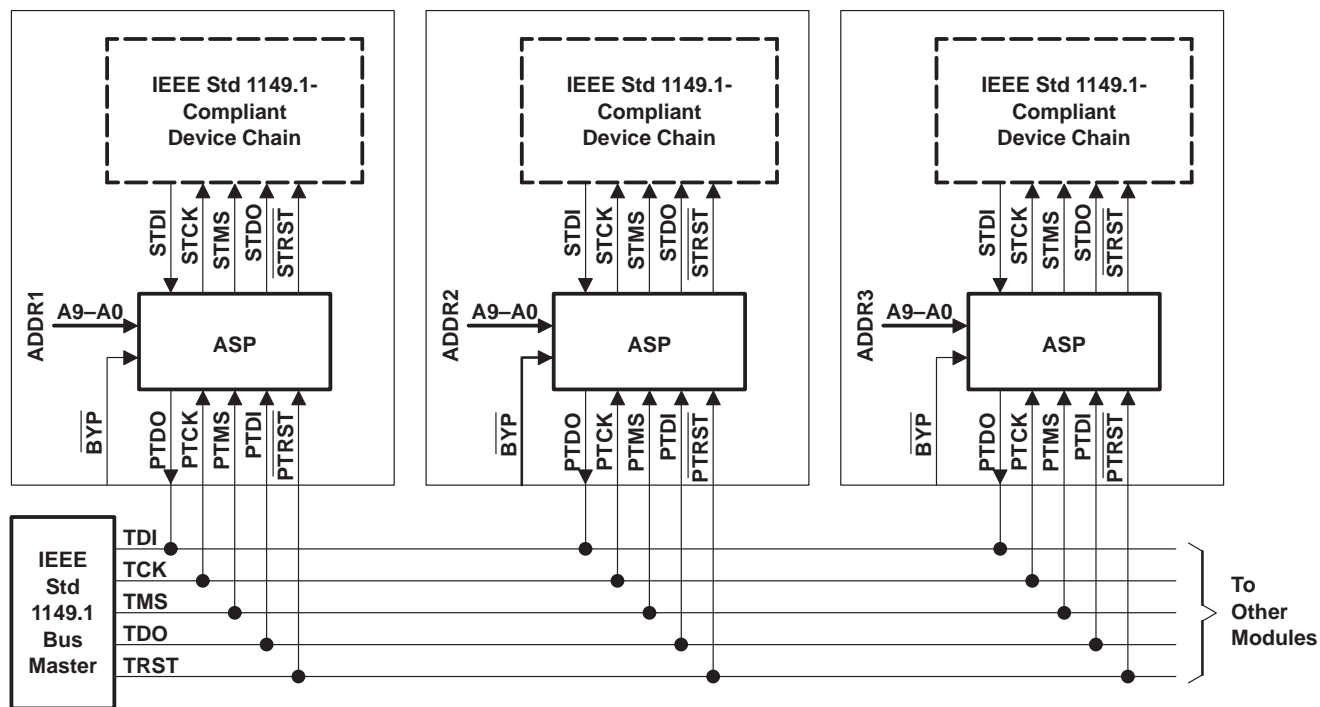 IEEE Std 1149.1-
Compliant
Device Chain
STDI
STCK
STMS
STDO
STRST
ADDR1
A9–A0
ASP
BYP
PTDO
PTCK
PTMS
PTDI
PTRST
IEEE Std 1149.1-
Compliant
Device Chain
STDI
STCK
STMS
STDO
STRST
ADDR2
A9–A0
ASP
BYP
PTDO
PTCK
PTMS
PTDI
PTRST
IEEE Std 1149.1-
Compliant
Device Chain
STDI
STCK
STMS
STDO
STRST
ADDR3
A9–A0
ASP
BYP
PTDO
PTCK
PTMS
PTDI
PTRST
IEEE
Std
1149.1
Bus
Master
TDI
TCK
TMS
TDO
TRST
To
Other
Modules